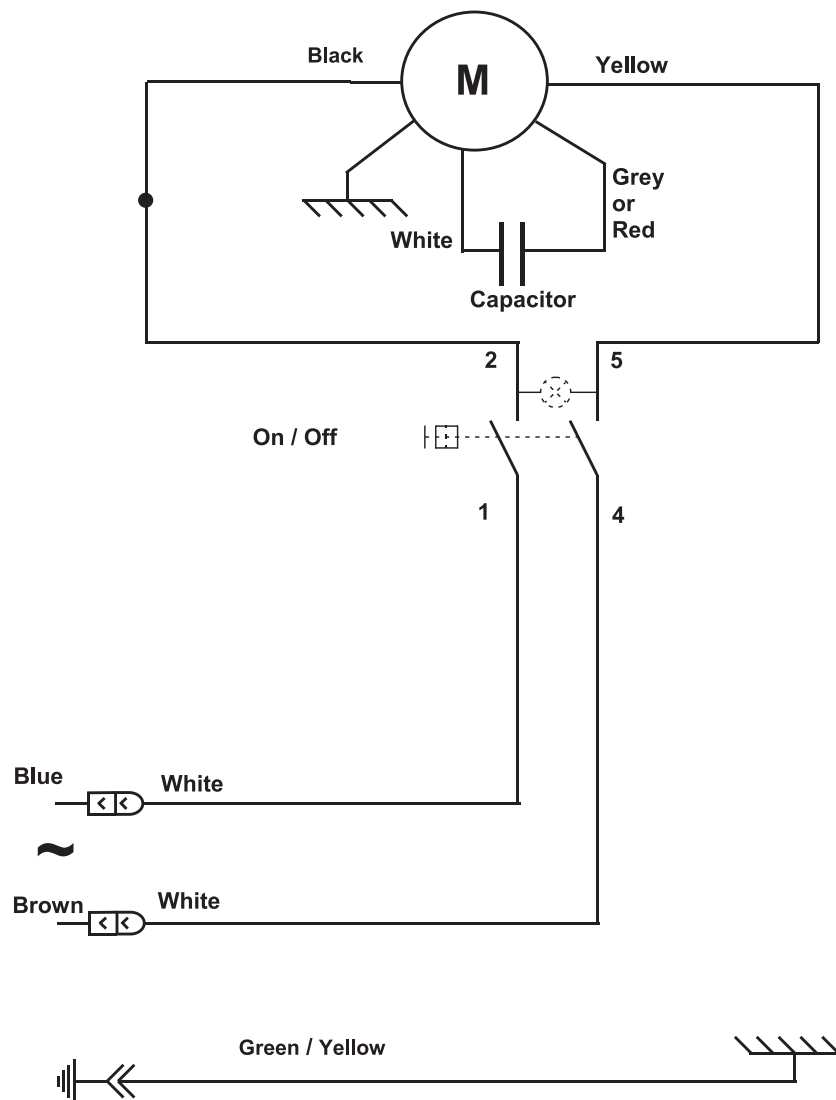 Black
M
Yellow
Grey
or
Red
White
Capacitor
2
5
On / Off
1
4
Blue
White
~
Brown
White
Green / Yellow